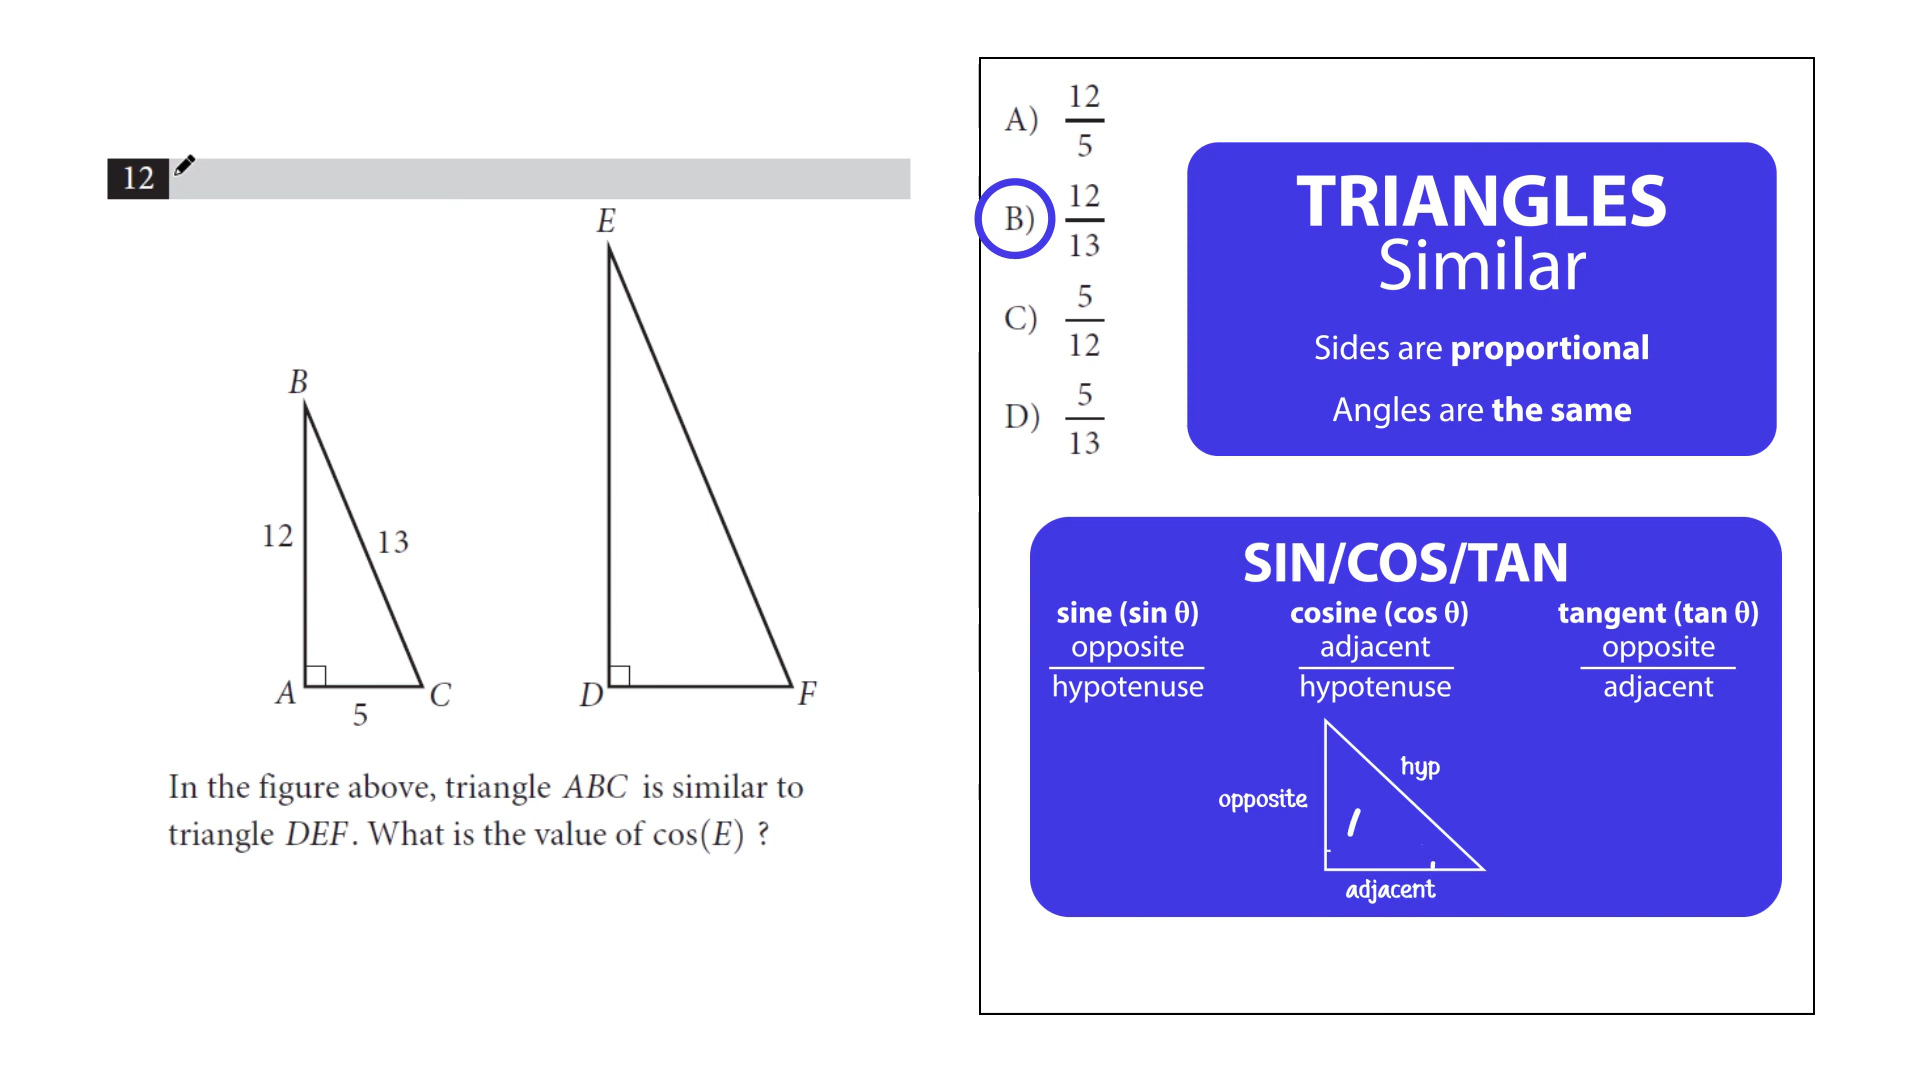 12
E
B
12
13
A
C
5
D
F
In the figure above, triangle ABC is similar to
triangle DEF. What is the value of cos(E) ?
A) 12/5
B) 12/13
C) 5/12
D) 5/13
TRIANGLES
Similar
Sides are proportional
Angles are the same
SIN/COS/TAN
sine (sin θ) cosine (cos θ) tangent (tan θ)
opposite adjacent opposite
hypotenuse hypotenuse adjacent
hyp
opposite
adjacent